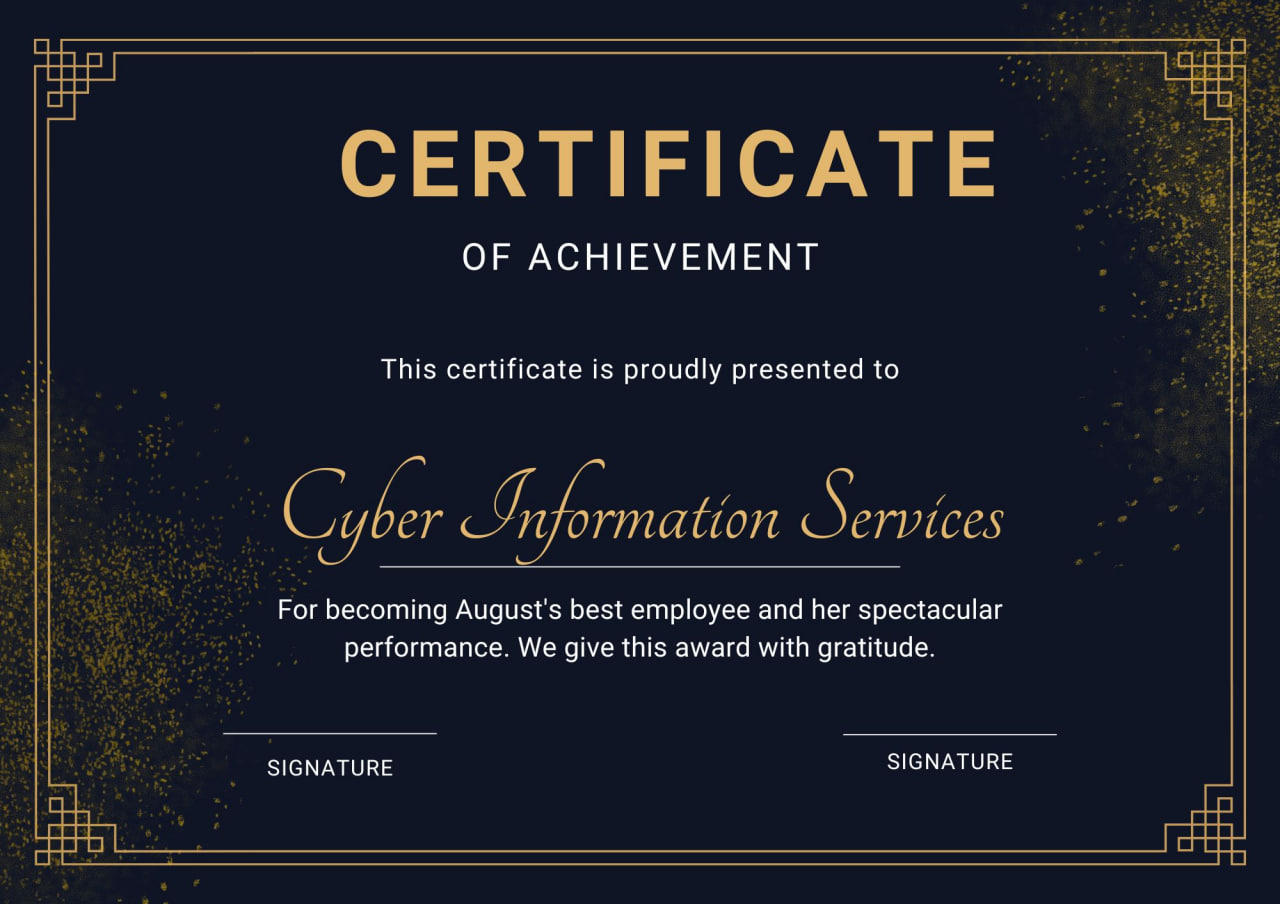 CERTIFICATE
OF ACHIEVEMENT
This certificate is proudly presented to
Cyber Information Services
For becoming August's best employee and her spectacular
performance. We give this award with gratitude.
SIGNATURE
SIGNATURE